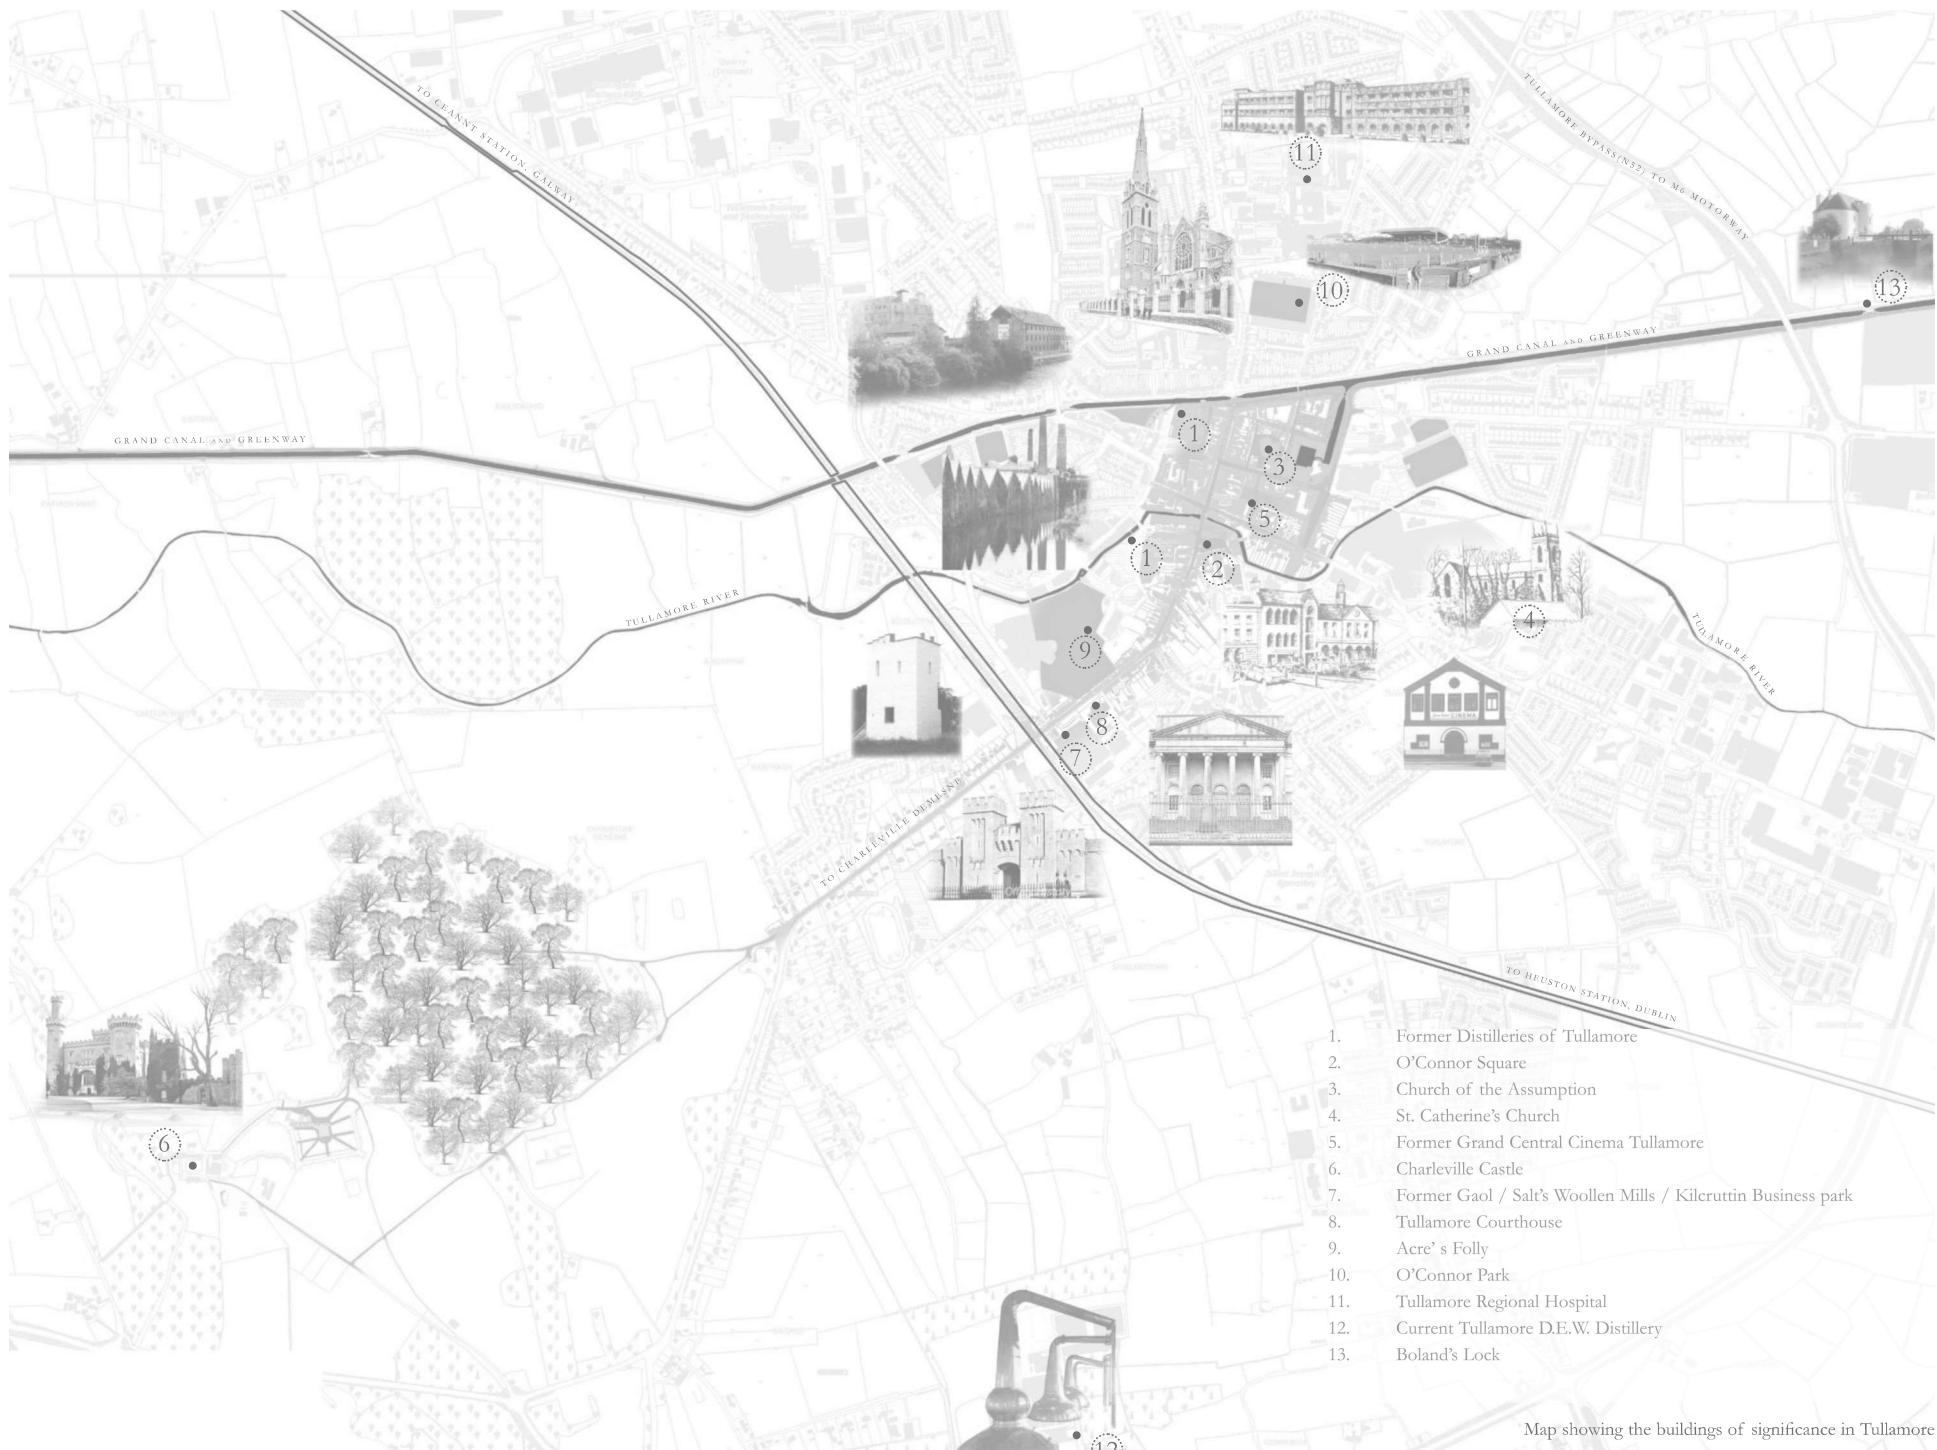 TO CEANNT STATION, GALWAY
TULLAMORE BYPASS(N52) TO M6 MOTORWAY
11
10
13
GRAND CANAL AND GREENWAY
GRAND CANAL AND GREENWAY
1
3
5
1
2
4
TULLAMORE RIVER
TULLAMORE RIVER
9
8
7
CINEMA
TO CHARLEVILLE DEMESNE
TO HEUSTON STATION, DUBLIN
6
1. Former Distilleries of Tullamore
2. O'Connor Square
3. Church of the Assumption
4. St. Catherine's Church
5. Former Grand Central Cinema Tullamore
6. Charleville Castle
7. Former Gaol / Salt's Woollen Mills / Kilcruttin Business park
8. Tullamore Courthouse
9. Acre' s Folly
10. O'Connor Park
11. Tullamore Regional Hospital
12. Current Tullamore D.E.W. Distillery
13. Boland's Lock
12
Map showing the buildings of significance in Tullamore